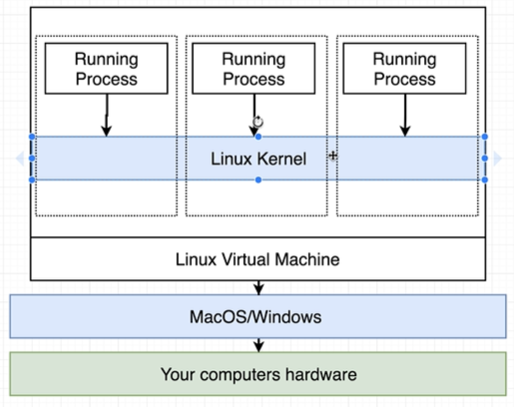 Running
Process
Running
Process
Running
Process
Linux Kernel
Linux Virtual Machine
MacOS/Windows
Your computers hardware